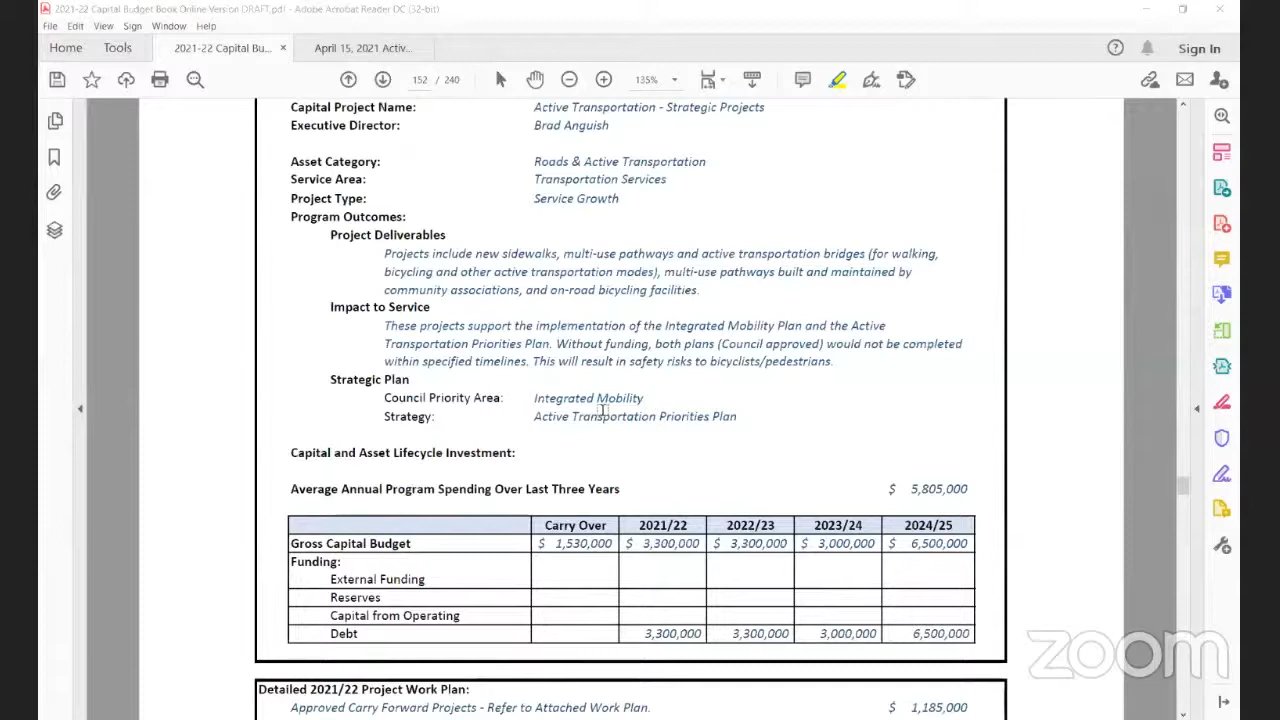 2021-22 Capital Budget Book Online Version (DRAFT).pdf - Adobe Acrobat Reader DC (32-bit)
File Edit View Sign Window Help
Home Tools 2021-22 Capital Bu... × April 15, 2021 Activ... Sign In
152 / 240 135%
Capital Project Name: Active Transportation - Strategic Projects
Executive Director: Brad Anguish
Asset Category: Roads & Active Transportation
Service Area: Transportation Services
Project Type: Service Growth
Program Outcomes:
Project Deliverables
Projects include new sidewalks, multi-use pathways and active transportation bridges (for walking,
bicycling and other active transportation modes), multi-use pathways built and maintained by
community associations, and on-road bicycling facilities.
Impact to Service
These projects support the implementation of the Integrated Mobility Plan and the Active
Transportation Priorities Plan. Without funding, both plans (Council approved) would not be completed
within specified timelines. This will result in safety risks to bicyclists/pedestrians.
Strategic Plan
Council Priority Area: Integrated Mobility
Strategy: Active Transportation Priorities Plan
Capital and Asset Lifecycle Investment:
Average Annual Program Spending Over Last Three Years $ 5,805,000
Carry Over 2021/22 2022/23 2023/24 2024/25
Gross Capital Budget $ 1,530,000 $ 3,300,000 $ 3,300,000 $ 3,000,000 $ 6,500,000
Funding:
External Funding
Reserves
Capital from Operating
Debt 3,300,000 3,300,000 3,000,000 6,500,000
zoom
Detailed 2021/22 Project Work Plan:
Approved Carry Forward Projects - Refer to Attached Work Plan. $ 1,185,000